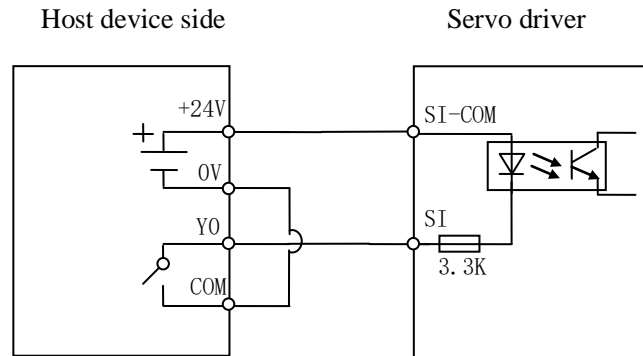 Host device side
Servo driver
+24V
SI-COM
+
0V
Y0
SI
3.3K
COM